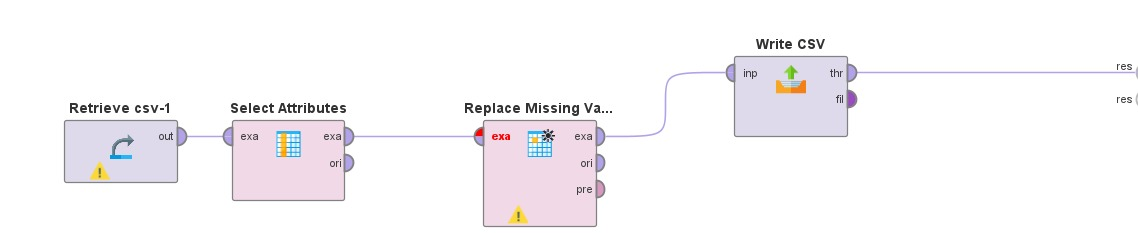 Write CSV
inp
thr
res
fil
res
Retrieve csv-1
out
Select Attributes
exa
exa
ori
Replace Missing Va...
exa
exa
ori
pre